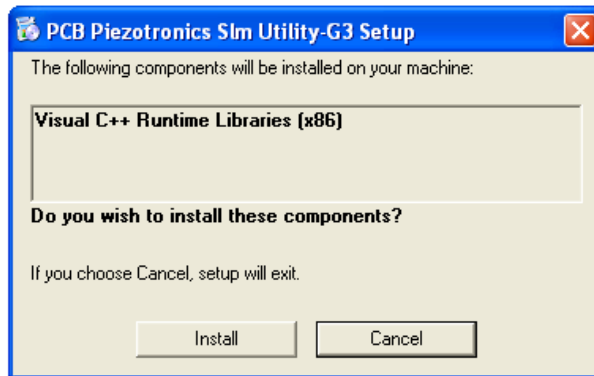 PCB Piezotronics Slm Utility-G3 Setup
The following components will be installed on your machine:
Visual C++ Runtime Libraries (x86)
Do you wish to install these components?
If you choose Cancel, setup will exit.
Install
Cancel